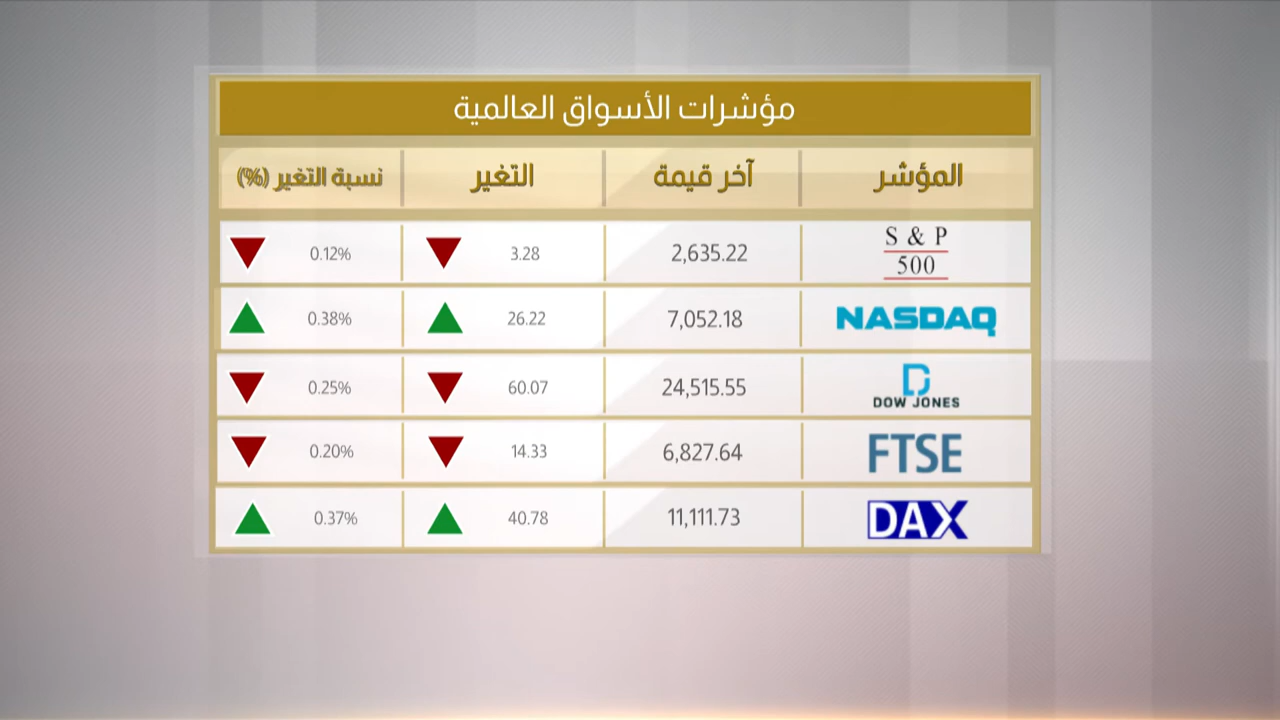 مؤشرات الأسواق العالمية
المؤشر آخر قيمة التغير نسبة التغير (%)
S & P
500 2,635.22 3.28 0.12%
NASDAQ 7,052.18 26.22 0.38%
DOW JONES 24,515.55 60.07 0.25%
FTSE 6,827.64 14.33 0.20%
DAX 11,111.73 40.78 0.37%